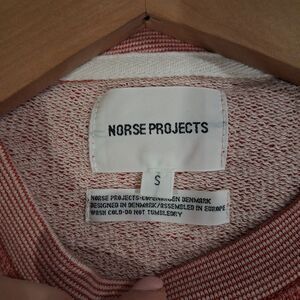 NORSE PROJECTS
S
NORSE PROJECTS-COPENHAGEN DENMARK
DESIGNED IN DENMARK/ASSEMBLED IN EUROPE
WASH COLD-DO NOT TUMBLEDRY